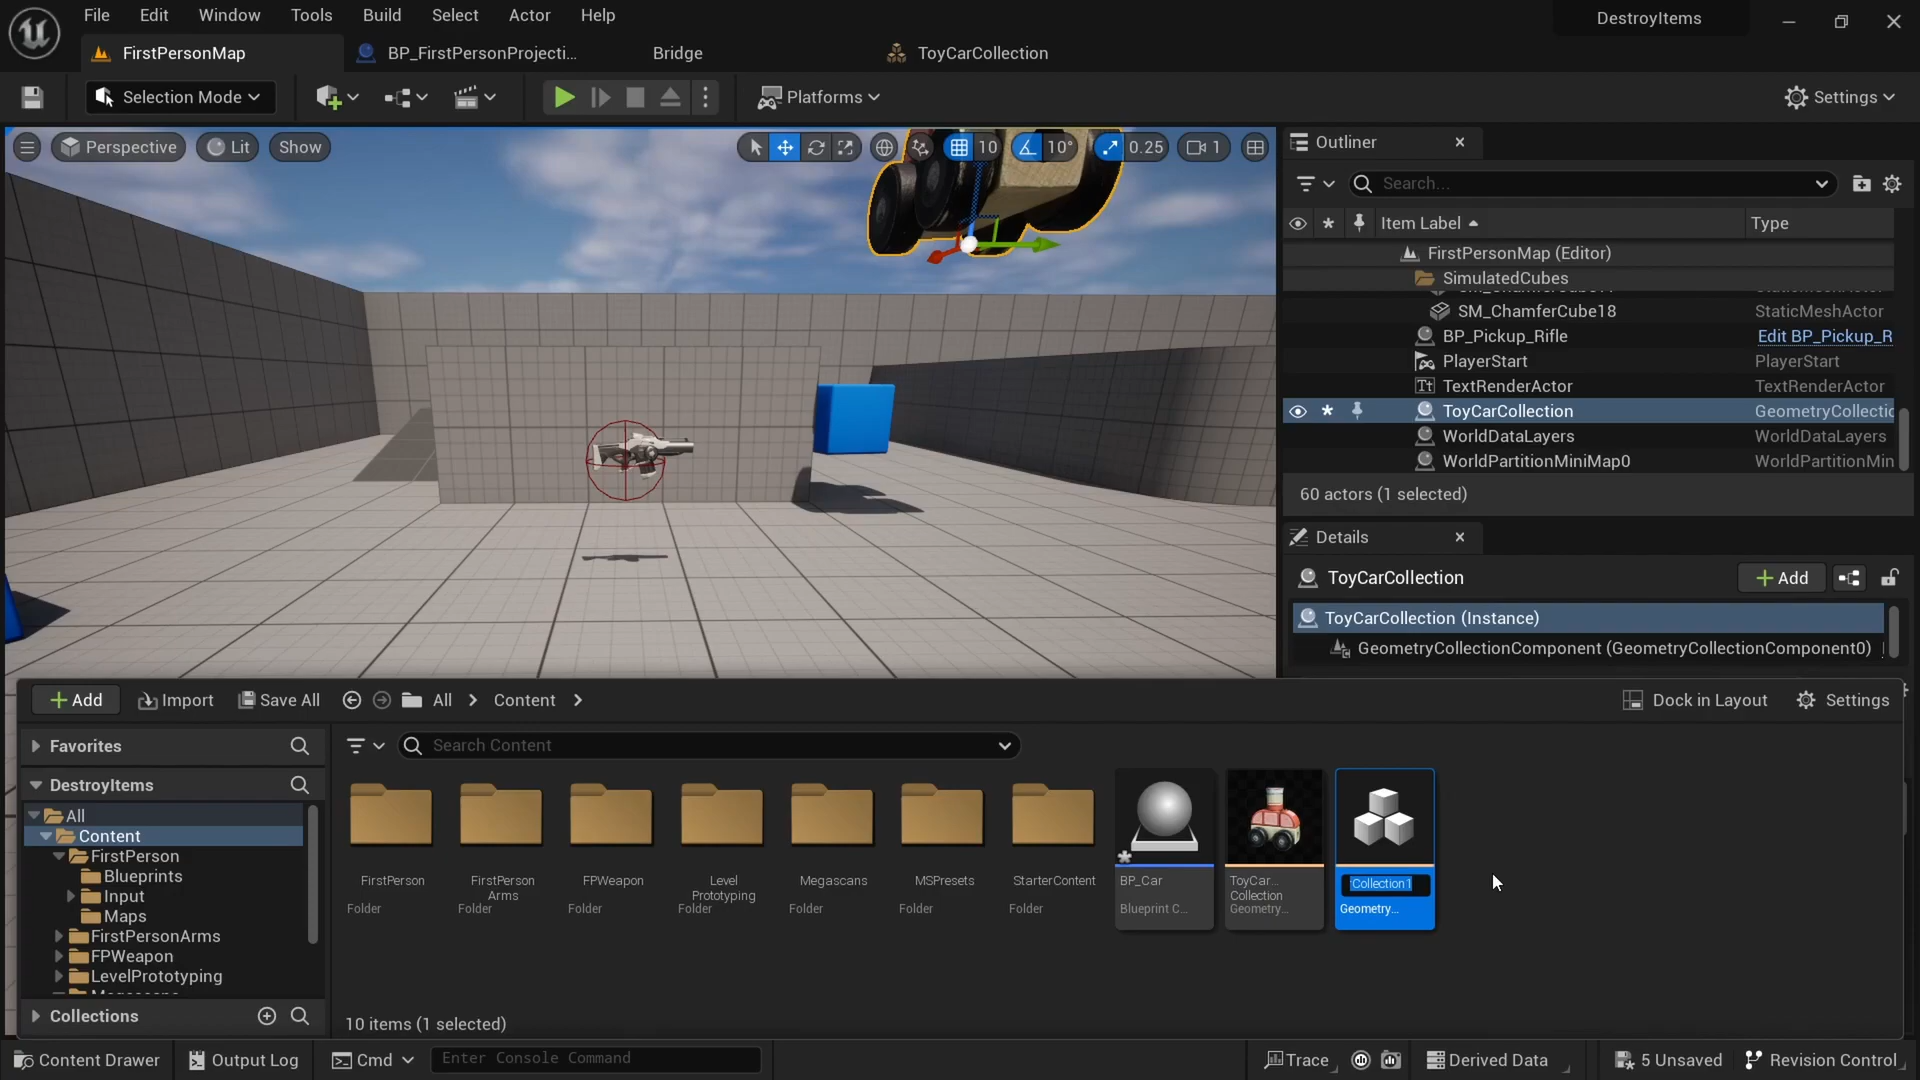 File Edit Window Tools Build Select Actor Help DestroyItems
FirstPersonMap BP_FirstPersonProjecti... Bridge ToyCarCollection
Selection Mode Platforms Settings
Perspective Lit Show 10 10° 0.25 1
Outliner
Search...
Item Label Type
FirstPersonMap (Editor)
SimulatedCubes
SM_ChamferCube18 StaticMeshActor
BP_Pickup_Rifle Edit BP_Pickup_R
PlayerStart PlayerStart
TextRenderActor TextRenderActor
ToyCarCollection GeometryCollectio
WorldDataLayers WorldDataLayers
WorldPartitionMiniMap0 WorldPartitionMin
60 actors (1 selected)
Details
ToyCarCollection Add
ToyCarCollection (Instance)
GeometryCollectionComponent (GeometryCollectionComponent0)
Add Import Save All All Content Dock in Layout Settings
Favorites
Search Content
DestroyItems
All
Content
FirstPerson
Blueprints
Input
Maps
FirstPersonArms
FPWeapon
LevelPrototyping
Collections
FirstPerson
Folder
FirstPerson
Arms
Folder
FPWeapon
Folder
Level
Prototyping
Folder
Megascans
Folder
MSPresets
Folder
StarterContent
Folder
BP_Car
Blueprint C...
ToyCar...
Collection
Geometry...
Collection1
Geometry...
10 items (1 selected)
Content Drawer Output Log Cmd Enter Console Command Trace Derived Data 5 Unsaved Revision Control